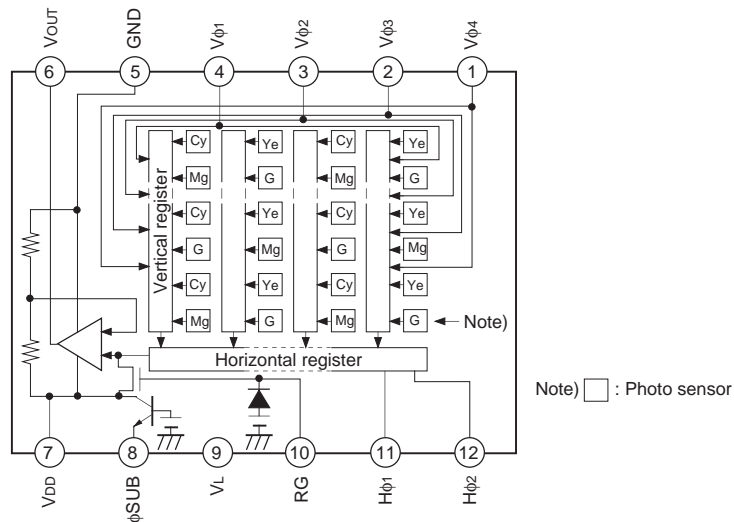 VOUT GND Vφ1 Vφ2 Vφ3 Vφ4
6 5 4 3 2 1
Vertical register
Cy Ye Cy Ye
Mg G Mg G
Cy Ye Cy Ye
G Mg G Mg
Cy Ye Cy Ye
Mg G Mg G
Note)
Horizontal register
Note) : Photo sensor
7 8 9 10 11 12
VDD φSUB VL RG Hφ1 Hφ2